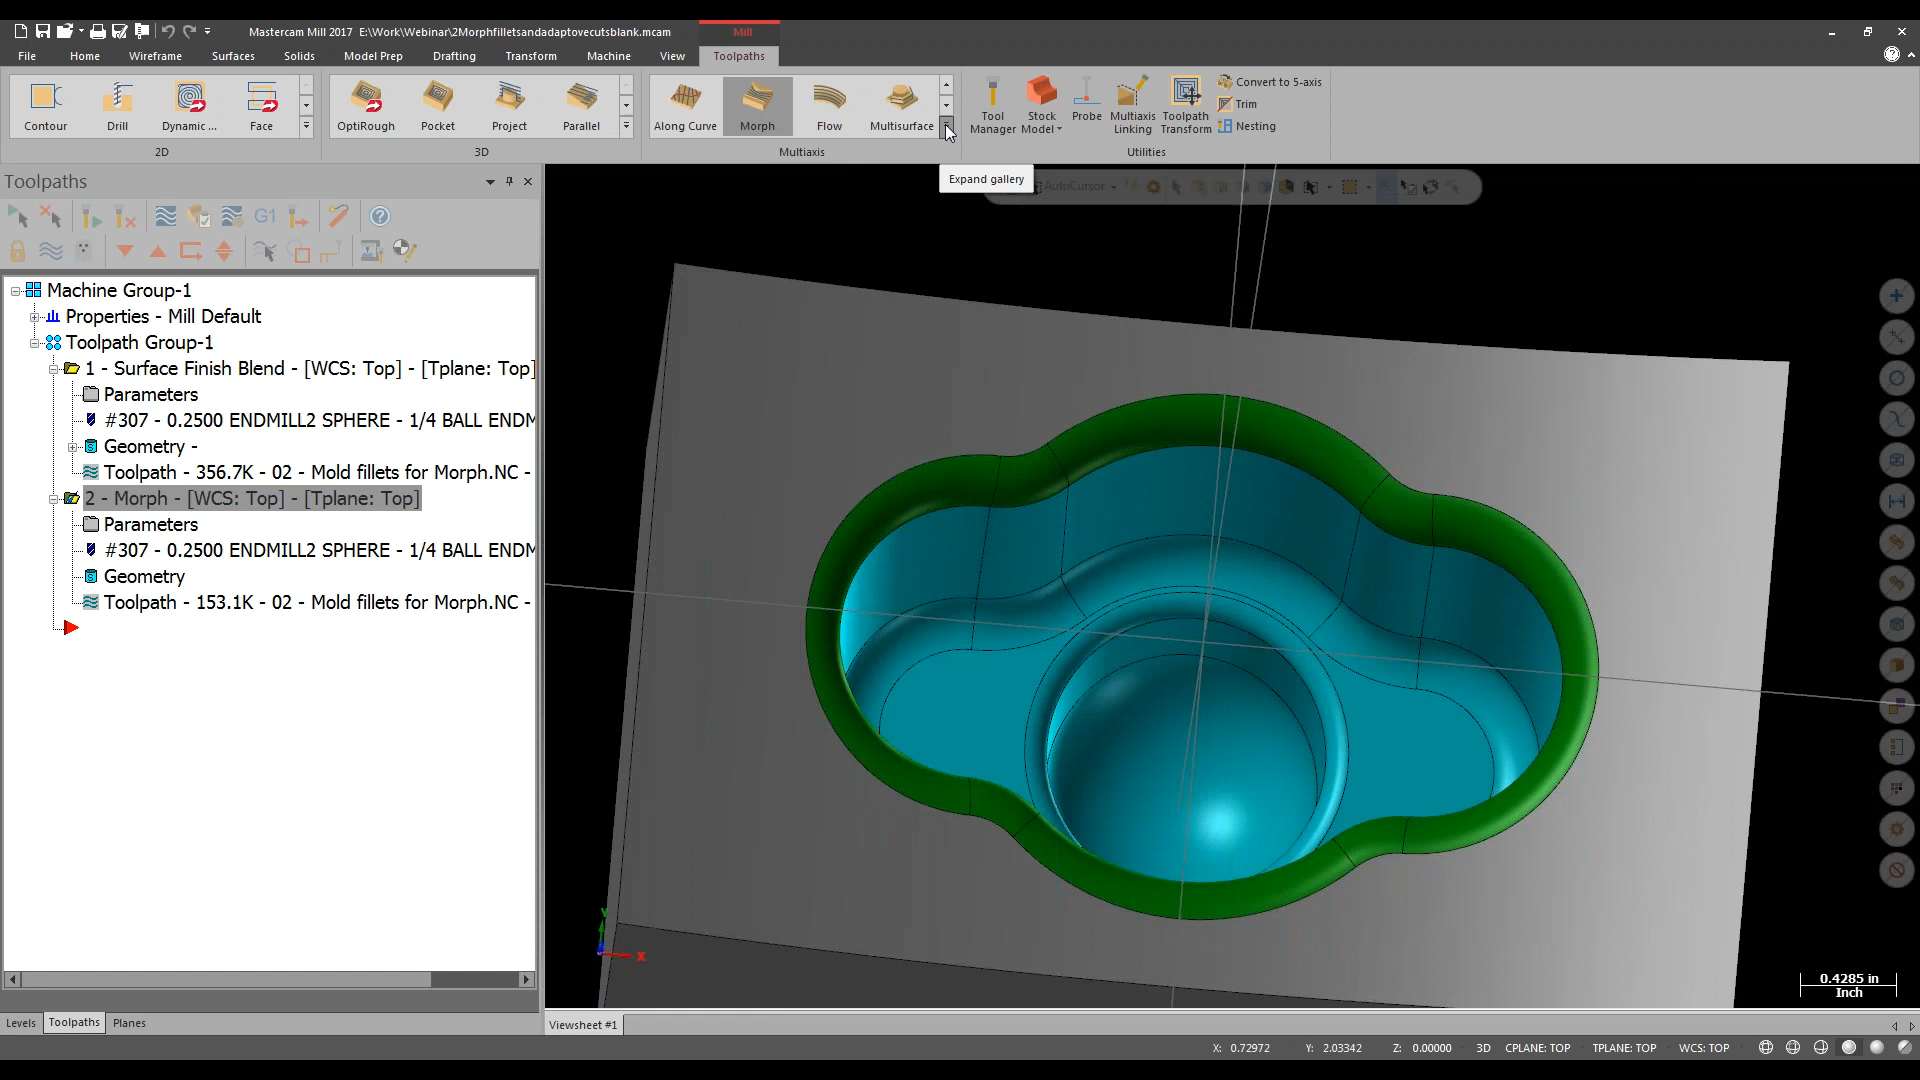 Mastercam Mill 2017 E:\Work\Webinar\2Morphfilletsandadaptovecutsblank.mcam
Mill
File Home Wireframe Surfaces Solids Model Prep Drafting Transform Machine View Toolpaths
Contour Drill Dynamic ... Face
2D
OptiRough Pocket Project Parallel
3D
Along Curve Morph Flow Multisurface
Multiaxis
Tool Manager
Stock Model
Probe
Multiaxis Linking
Toolpath Transform
Convert to 5-axis
Trim
Nesting
Utilities
Expand gallery
AutoCursor
Toolpaths
G1
Machine Group-1
Properties - Mill Default
Toolpath Group-1
1 - Surface Finish Blend - [WCS: Top] - [Tplane: Top]
Parameters
#307 - 0.2500 ENDMILL2 SPHERE - 1/4 BALL ENDM
Geometry -
Toolpath - 356.7K - 02 - Mold fillets for Morph.NC -
2 - Morph - [WCS: Top] - [Tplane: Top]
Parameters
#307 - 0.2500 ENDMILL2 SPHERE - 1/4 BALL ENDM
Geometry
Toolpath - 153.1K - 02 - Mold fillets for Morph.NC -
Y
X
0.4285 in
Inch
Levels Toolpaths Planes
Viewsheet #1
X: 0.72972 Y: 2.03342 Z: 0.00000 3D CPLANE: TOP TPLANE: TOP WCS: TOP